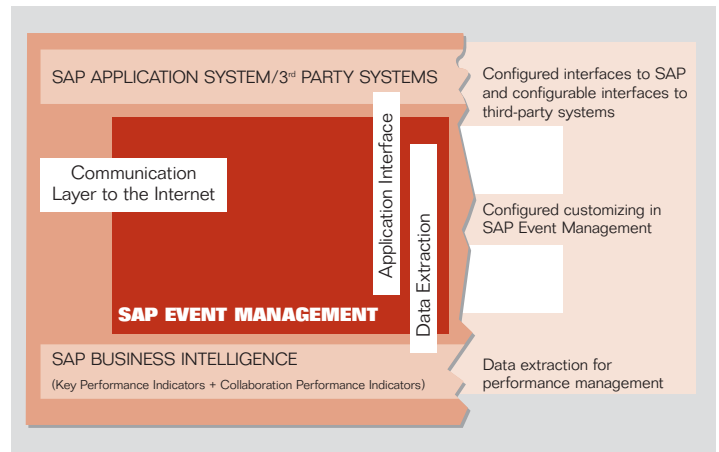 SAP APPLICATION SYSTEM/3rd PARTY SYSTEMS
Configured interfaces to SAP
and configurable interfaces to
third-party systems
Communication
Layer to the Internet
Application Interface
Data Extraction
Configured customizing in
SAP Event Management
SAP EVENT MANAGEMENT
SAP BUSINESS INTELLIGENCE
(Key Performance Indicators + Collaboration Performance Indicators)
Data extraction for
performance management